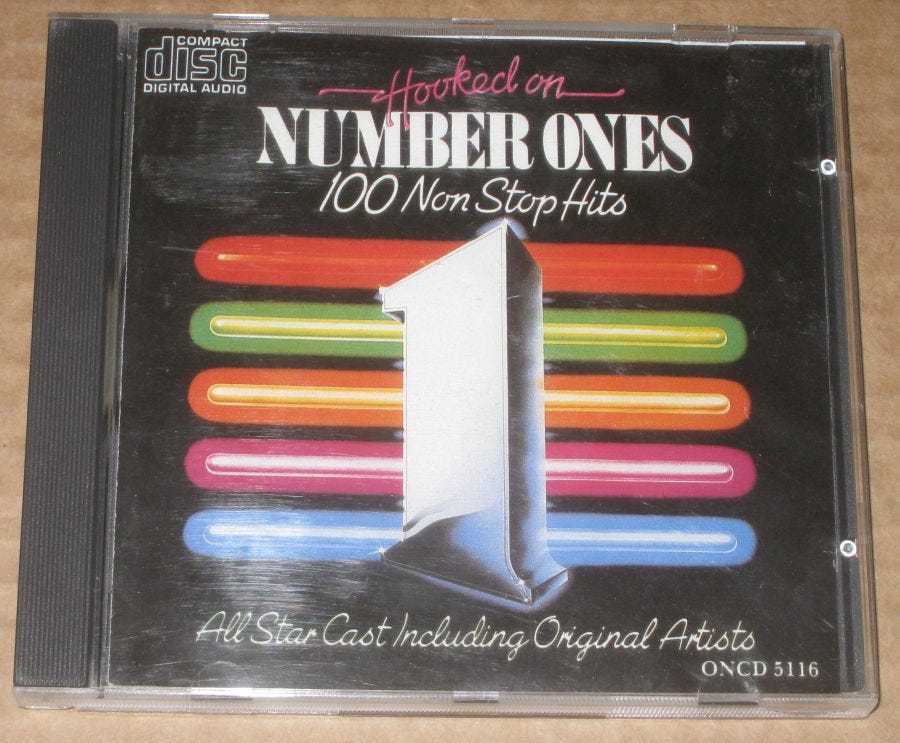 COMPACT
disc
DIGITAL AUDIO
Hooked on
NUMBER ONES
100 Non Stop Hits
1
All Star Cast Including Original Artists
ONCD 5116